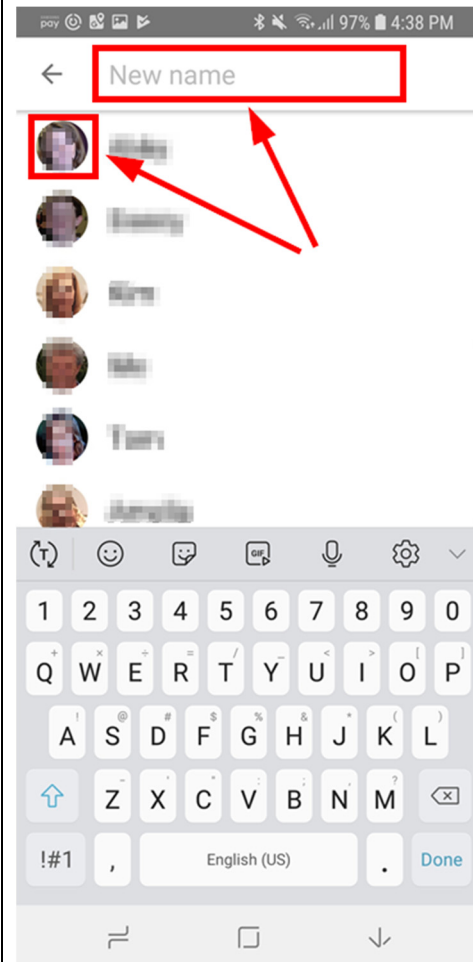 pay 97% 4:38 PM
New name
GIF
1 2 3 4 5 6 7 8 9 0
+ × ÷ = / _ < > [ ]
Q W E R T Y U I O P
! @ # $ % & * ( )
A S D F G H J K L
- ' " : ; ?
Z X C V B N M
!#1 , English (US) . Done